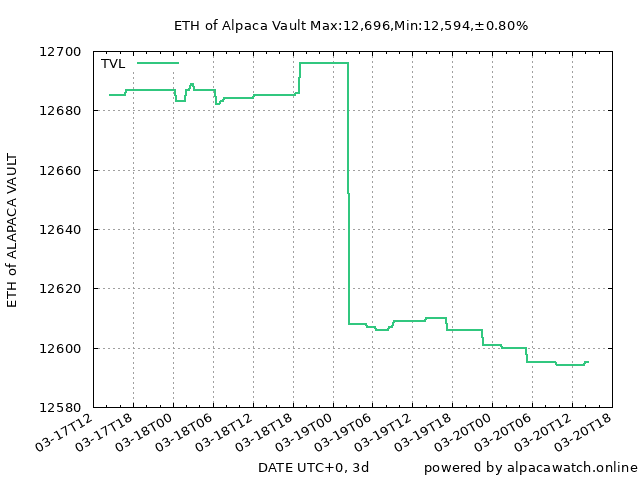 ETH of Alpaca Vault Max:12,696,Min:12,594,±0.80%
TVL
12700
12680
12660
12640
12620
12600
12580
ETH of ALAPACA VAULT
03-17T12
03-17T18
03-18T00
03-18T06
03-18T12
03-18T18
03-19T00
03-19T06
03-19T12
03-19T18
03-20T00
03-20T06
03-20T12
03-20T18
DATE UTC+0, 3d
powered by alpacawatch.online